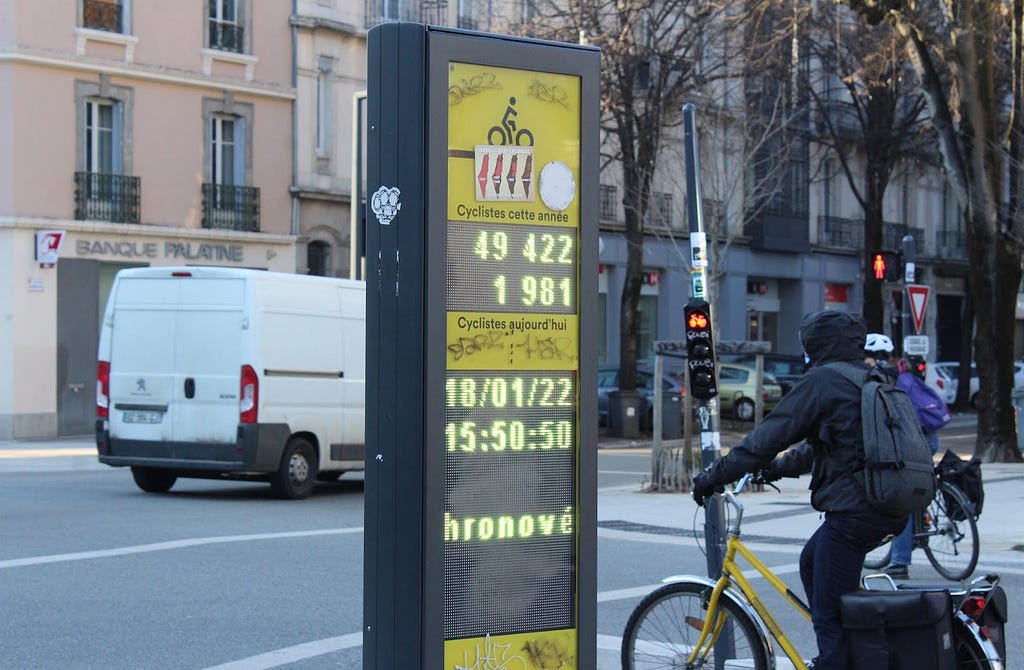 BANQUE PALATINE
Cyclistes cette année
49 422
1 981
Cyclistes aujourd'hui
18/01/22
15:50:50
hronové